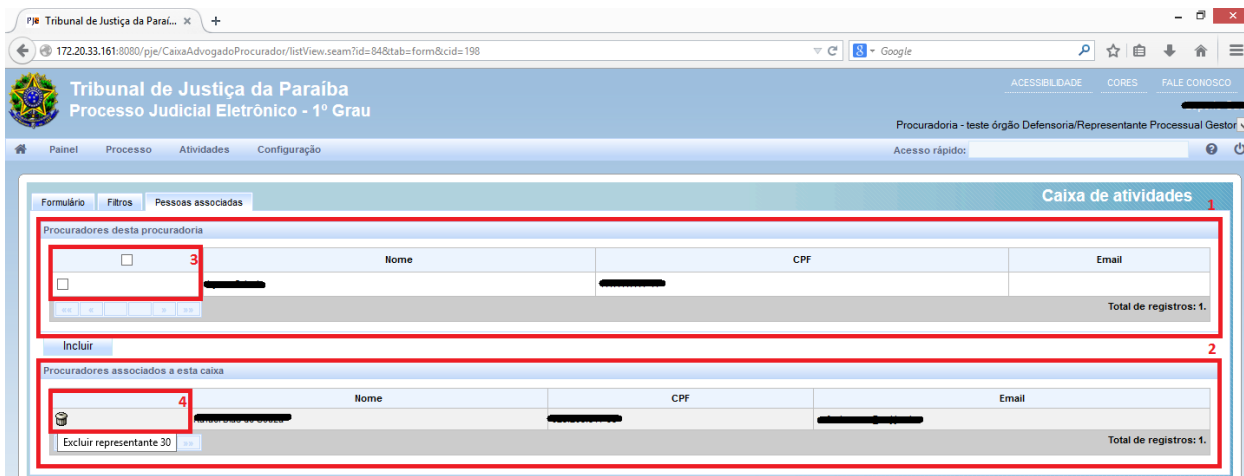 PJe Tribunal de Justiça da Paraí... × +
172.20.33.161:8080/pje/CaixaAdvogadoProcurador/listView.seam?id=84&tab=form&cid=198
Google
Tribunal de Justiça da Paraíba
Processo Judicial Eletrônico - 1º Grau
ACESSIBILIDADE CORES FALE CONOSCO
Procuradoria - teste órgão Defensoria/Representante Processual Gestor
Painel Processo Atividades Configuração Acesso rápido:
Formulário Filtros Pessoas associadas Caixa de atividades
1
Procuradores desta procuradoria
3 Nome CPF Email
Total de registros: 1.
Incluir
2
Procuradores associados a esta caixa
4 Nome CPF Email
Excluir representante 30
Total de registros: 1.